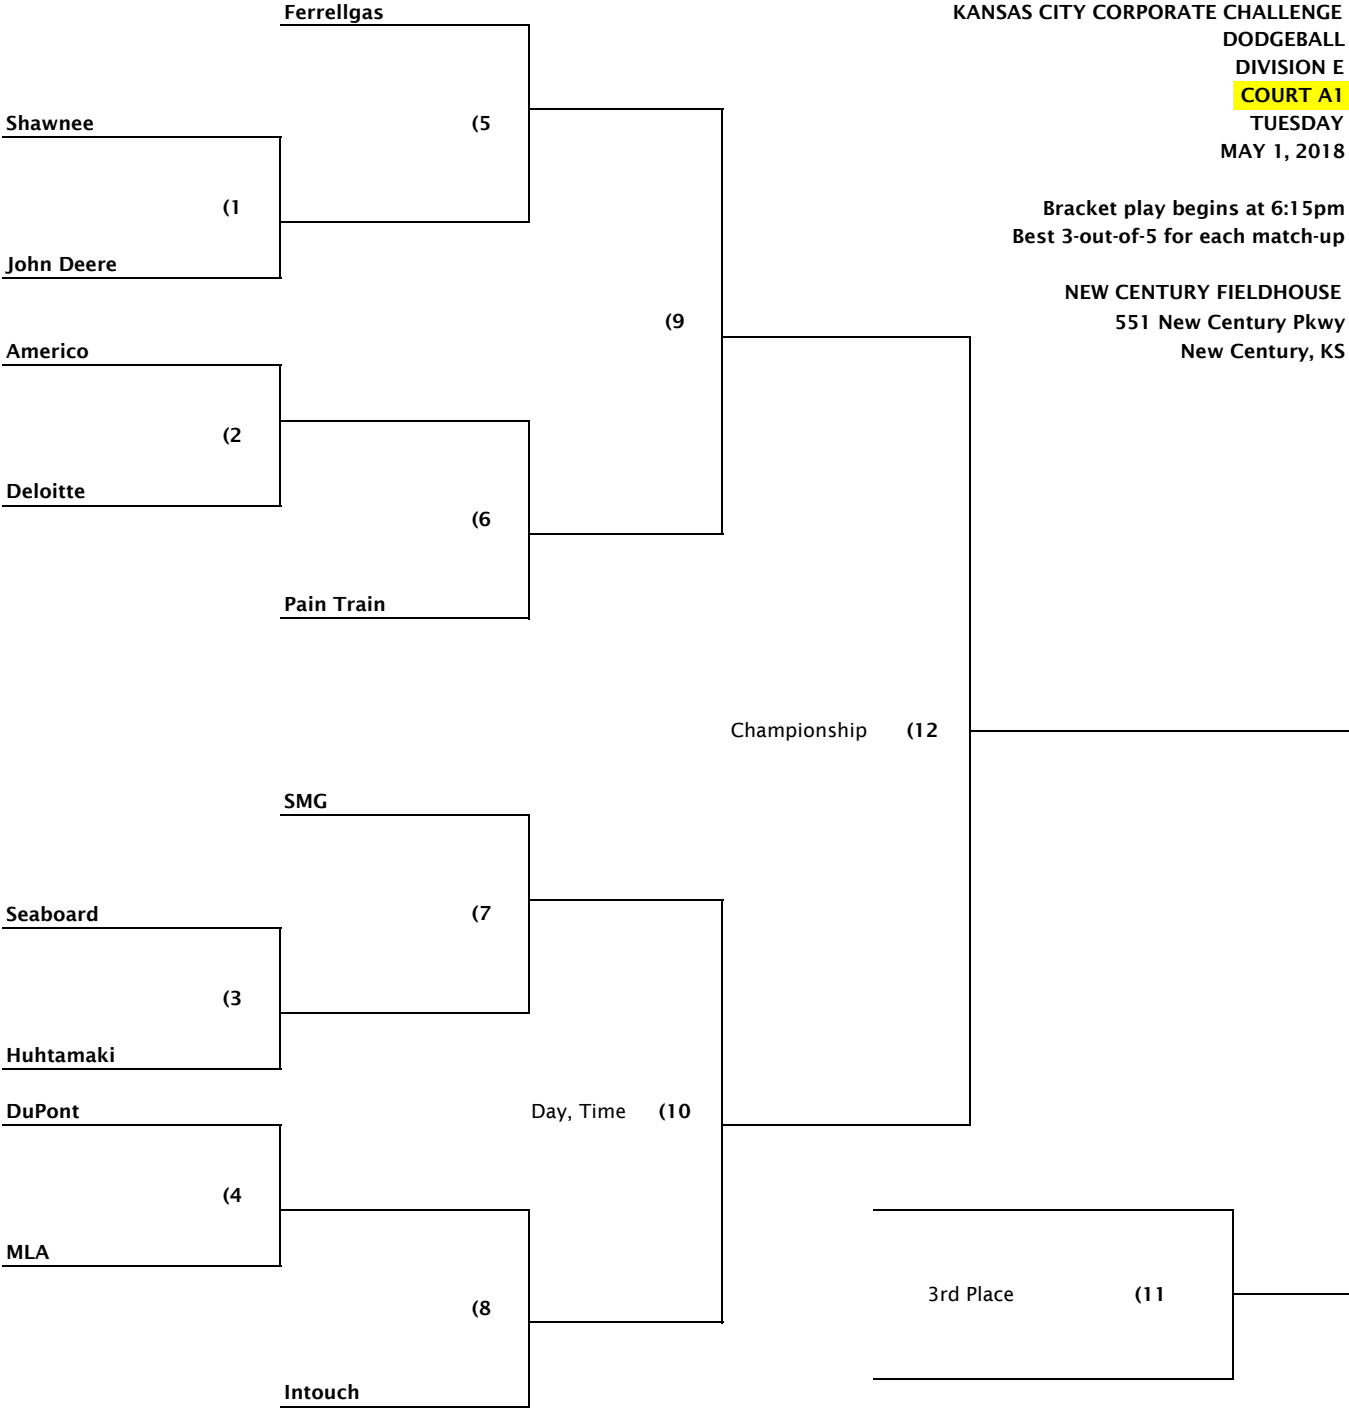 Ferrellgas
KANSAS CITY CORPORATE CHALLENGE
DODGEBALL
DIVISION E
COURT A1
Shawnee
(5
TUESDAY
MAY 1, 2018
(1
Bracket play begins at 6:15pm
Best 3-out-of-5 for each match-up
John Deere
NEW CENTURY FIELDHOUSE
(9
551 New Century Pkwy
Americo
New Century, KS
(2
Deloitte
(6
Pain Train
Championship (12
SMG
Seaboard
(7
(3
Huhtamaki
DuPont
Day, Time (10
(4
MLA
3rd Place (11
(8
Intouch